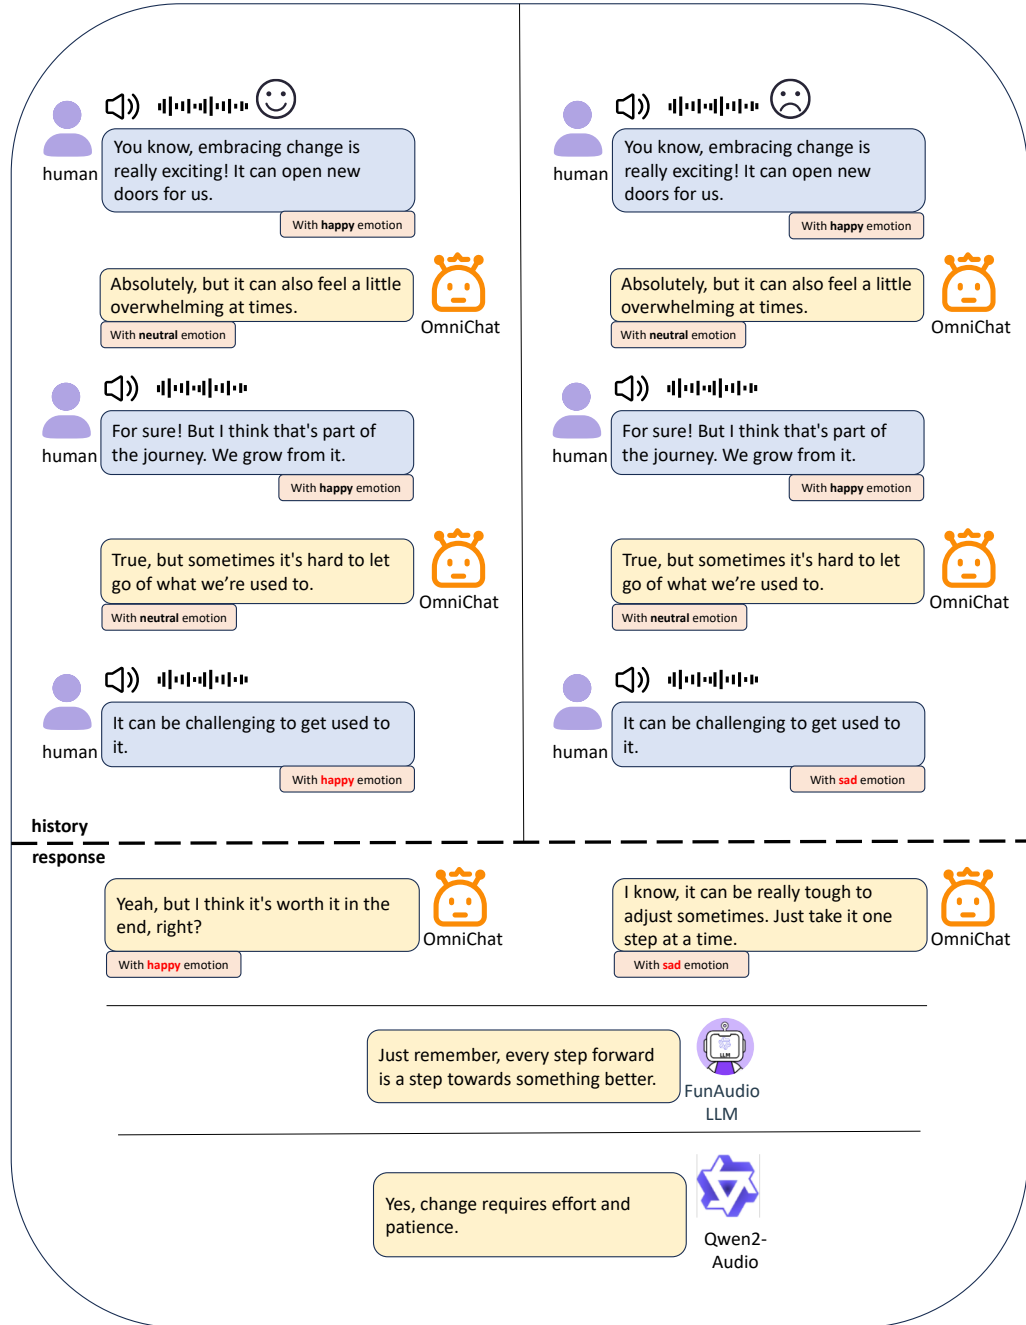 human
You know, embracing change is
really exciting! It can open new
doors for us.
With happy emotion
Absolutely, but it can also feel a little
overwhelming at times.
With neutral emotion
OmniChat
human
For sure! But I think that's part of
the journey. We grow from it.
With happy emotion
True, but sometimes it's hard to let
go of what we’re used to.
With neutral emotion
OmniChat
human
It can be challenging to get used to
it.
With happy emotion
human
You know, embracing change is
really exciting! It can open new
doors for us.
With happy emotion
Absolutely, but it can also feel a little
overwhelming at times.
With neutral emotion
OmniChat
human
For sure! But I think that's part of
the journey. We grow from it.
With happy emotion
True, but sometimes it's hard to let
go of what we’re used to.
With neutral emotion
OmniChat
human
It can be challenging to get used to
it.
With sad emotion
history
response
Yeah, but I think it's worth it in the
end, right?
With happy emotion
OmniChat
I know, it can be really tough to
adjust sometimes. Just take it one
step at a time.
With sad emotion
OmniChat
Just remember, every step forward
is a step towards something better.
LLM
FunAudio
LLM
Yes, change requires effort and
patience.
Qwen2-
Audio